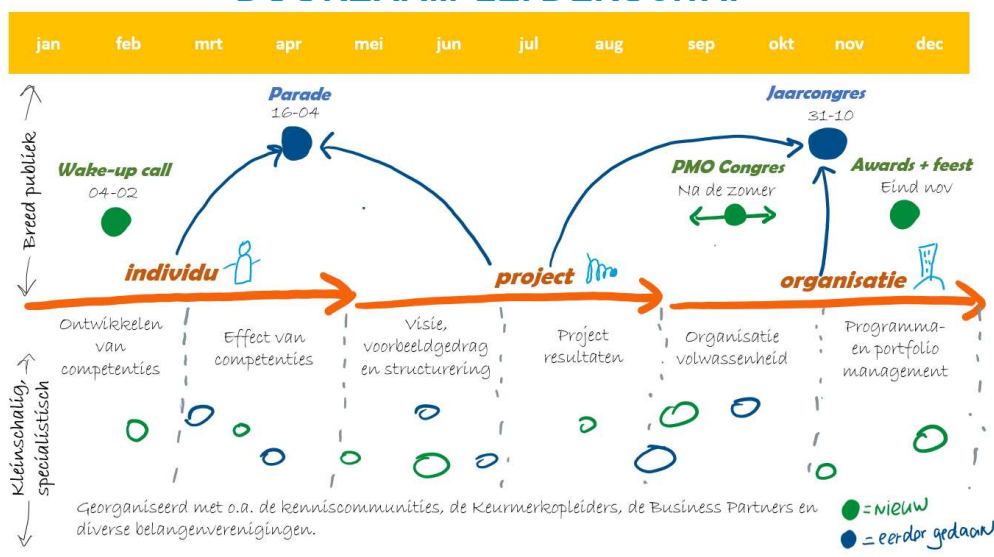 jan feb mrt apr mei jun jul aug sep okt nov dec
Parade
16-04
Jaarcongres
31-10
Wake-up call
04-02
PMO Congres
Na de zomer
Awards + feest
Eind nov
Breed publiek
individu
project
organisatie
Ontwikkelen
van
competenties
Effect van
competenties
Visie,
voorbeeldgedrag
en structurering
Project
resultaten
Organisatie
volwassenheid
Programma-
en portfolio
management
Kleinschalig,
specialistisch
Georganiseerd met o.a. de kenniscommunities, de Keurmerkopleiders, de Business Partners en
diverse belangenverenigingen.
= nieuw
= eerder gedaan